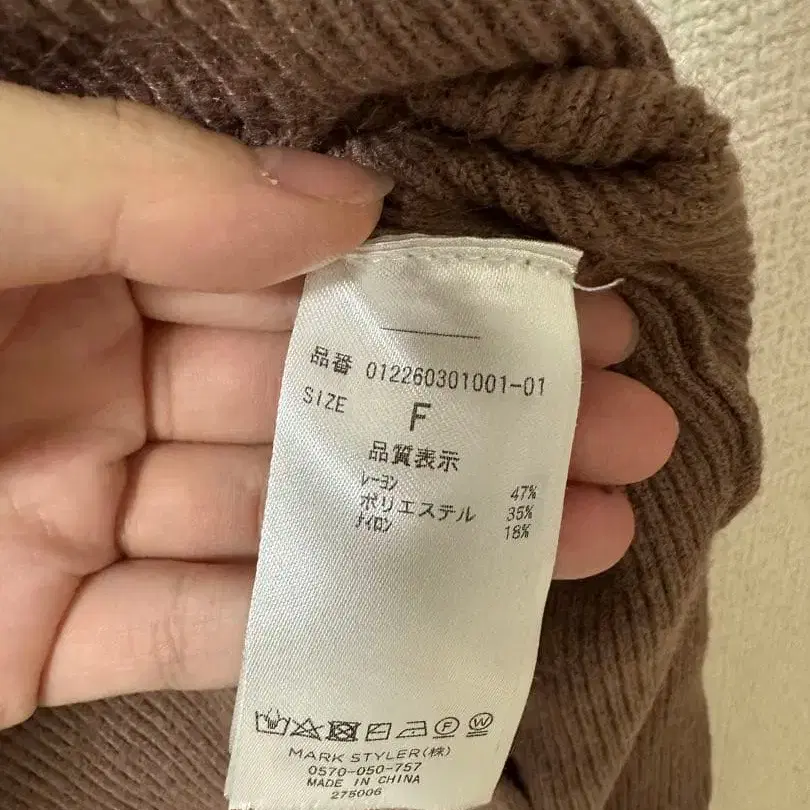 品番 012260301001-01
SIZE F
品質表示
レーヨン 47%
ポリエステル 35%
ナイロン 18%
F W
MARK STYLER(株)
0570-050-757
MADE IN CHINA
275006